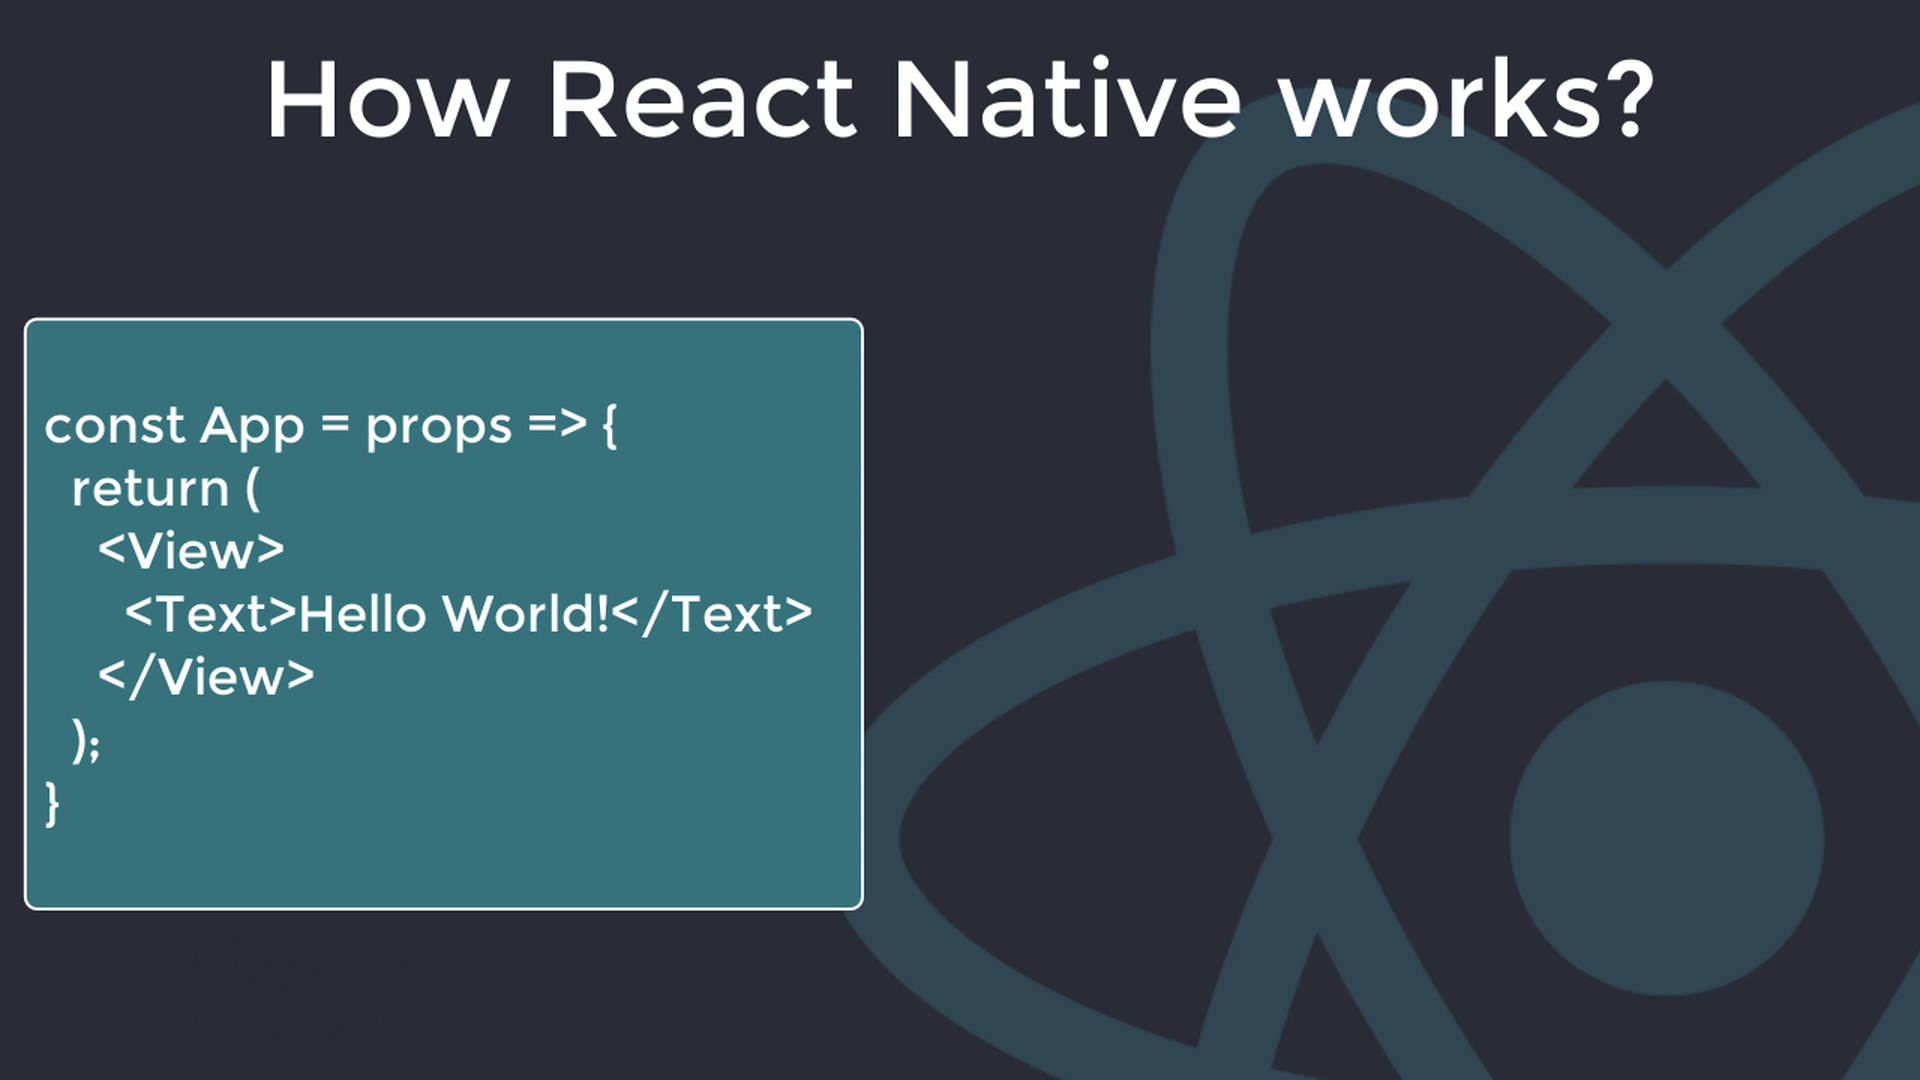 How React Native works?
const App = props => {
return (
<View>
<Text>Hello World!</Text>
</View>
);
}